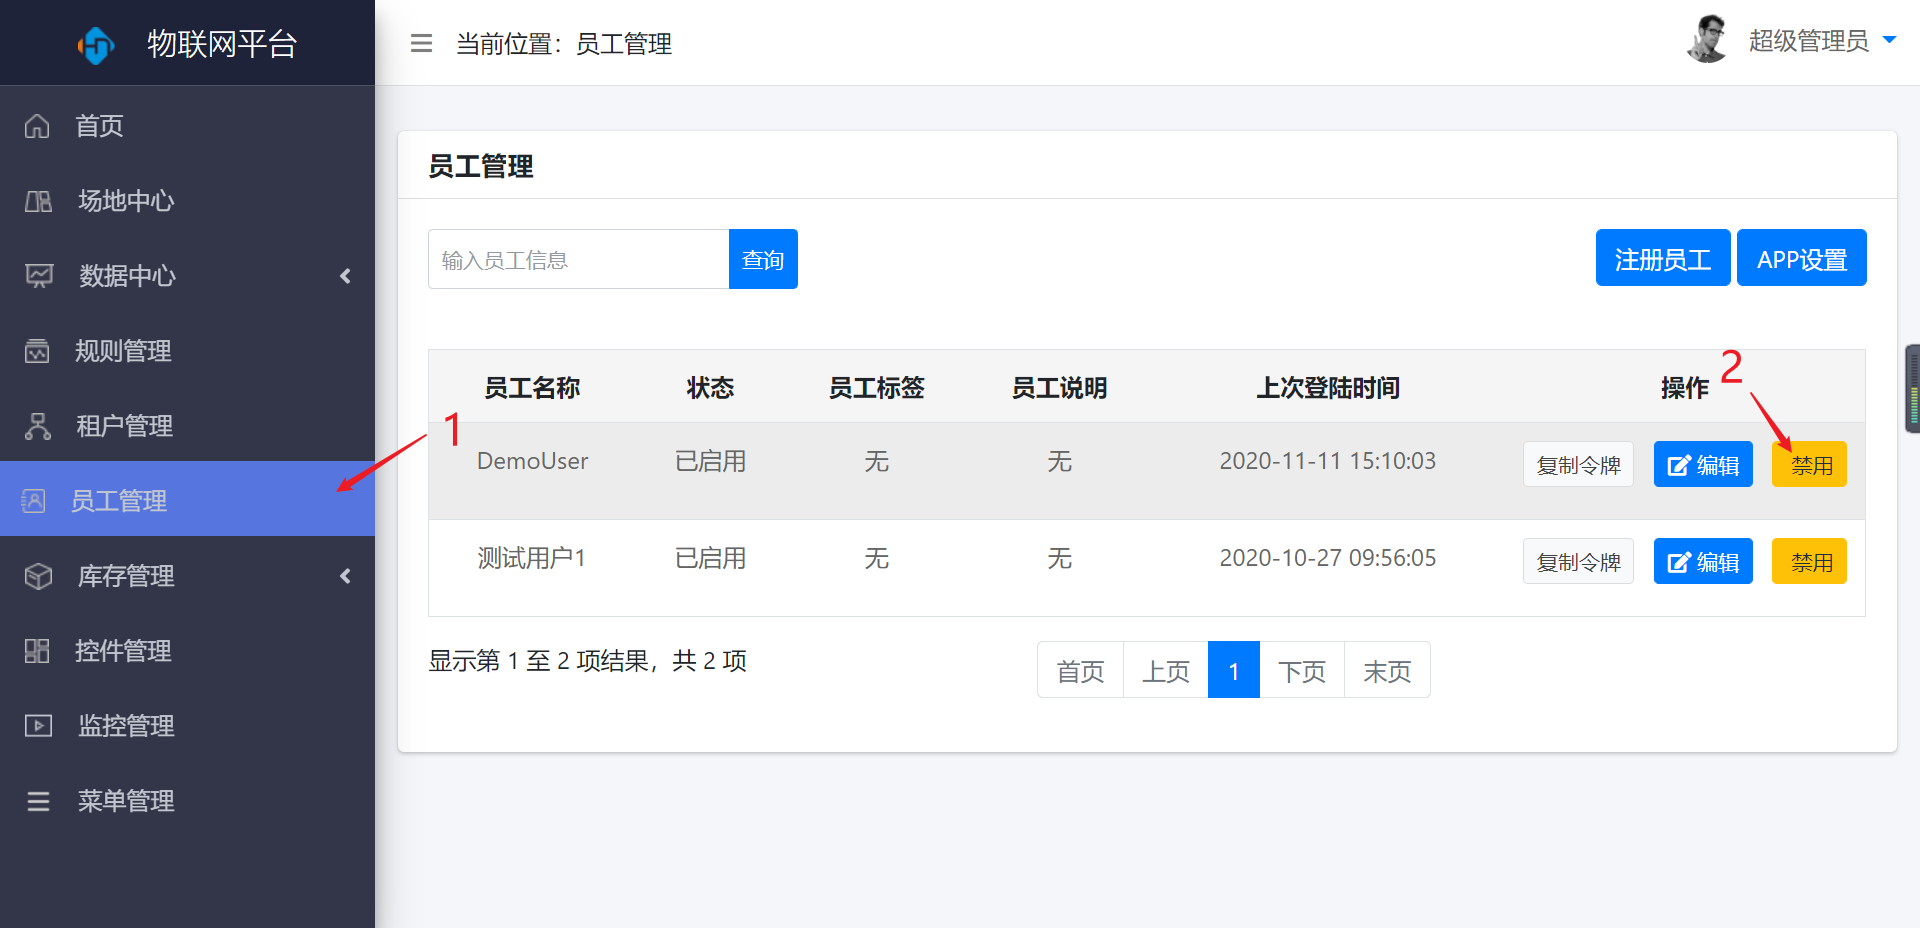 物联网平台
当前位置：员工管理
超级管理员
首页
场地中心
数据中心
规则管理
租户管理
员工管理
库存管理
控件管理
监控管理
菜单管理
员工管理
输入员工信息 查询
注册员工 APP设置
员工名称 状态 员工标签 员工说明 上次登陆时间 操作
DemoUser 已启用 无 无 2020-11-11 15:10:03 复制令牌 编辑 禁用
测试用户1 已启用 无 无 2020-10-27 09:56:05 复制令牌 编辑 禁用
显示第 1 至 2 项结果，共 2 项
首页 上页 1 下页 末页
1
2